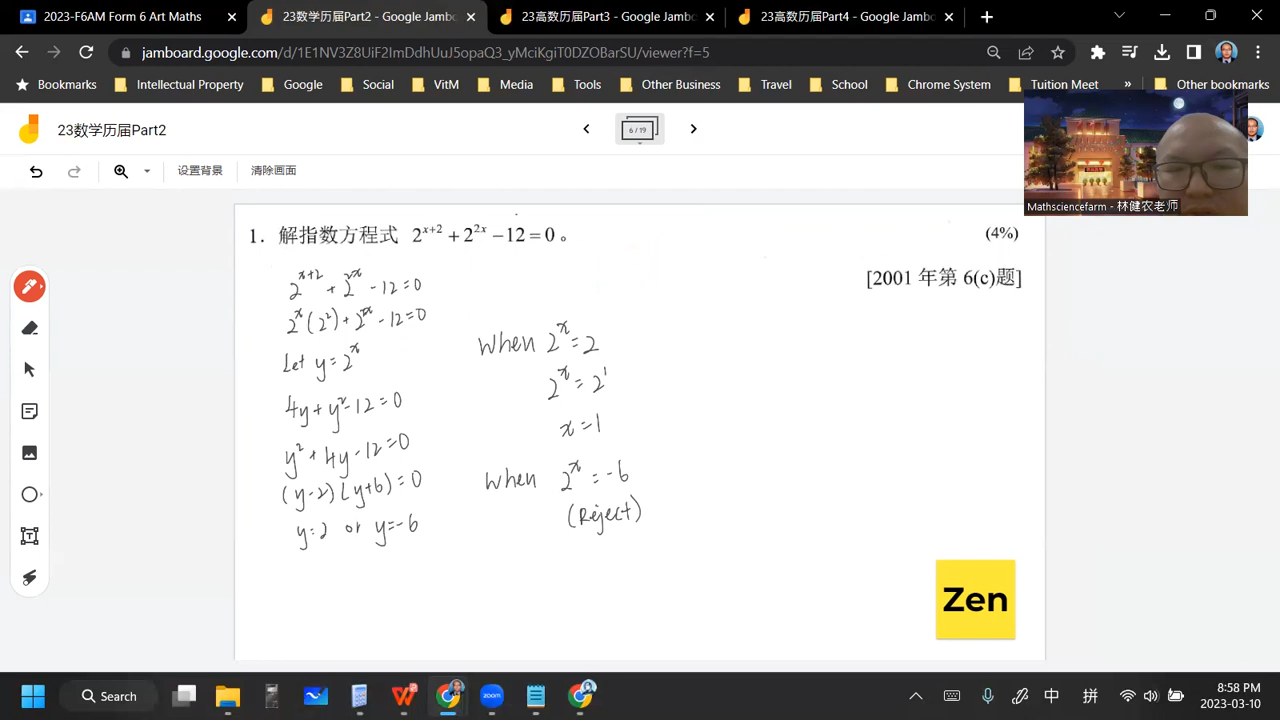 2023-F6AM Form 6 Art Maths
23数学历届Part2 - Google Jambo
23高数历届Part3 - Google Jambo
23高数历届Part4 - Google Jambo
jamboard.google.com/d/1E1NV3Z8UiF2ImDdhUuJ5opaQ3_yMciKgiT0DZOBarSU/viewer?f=5
Bookmarks
Intellectual Property
Google
Social
VitM
Media
Tools
Other Business
Travel
School
Chrome System
Tuition Meet
»
Other bookmarks
23数学历届Part2
6 / 19
设置背景
清除画面
Mathsciencefarm - 林健农老师
1. 解指数方程式 2^{x+2} + 2^{2x} − 12 = 0 。 (4%)
[2001 年第 6(c)题]
2^{x+2} + 2^{2x} - 12 = 0
2^x (2^2) + 2^{2x} - 12 = 0
Let y = 2^x
4y + y^2 - 12 = 0
y^2 + 4y - 12 = 0
(y-2)(y+6) = 0
y = 2 or y = -6
When 2^x = 2
2^x = 2^1
x = 1
When 2^x = -6
(Reject)
Zen
Search
中
拼
8:58 PM
2023-03-10